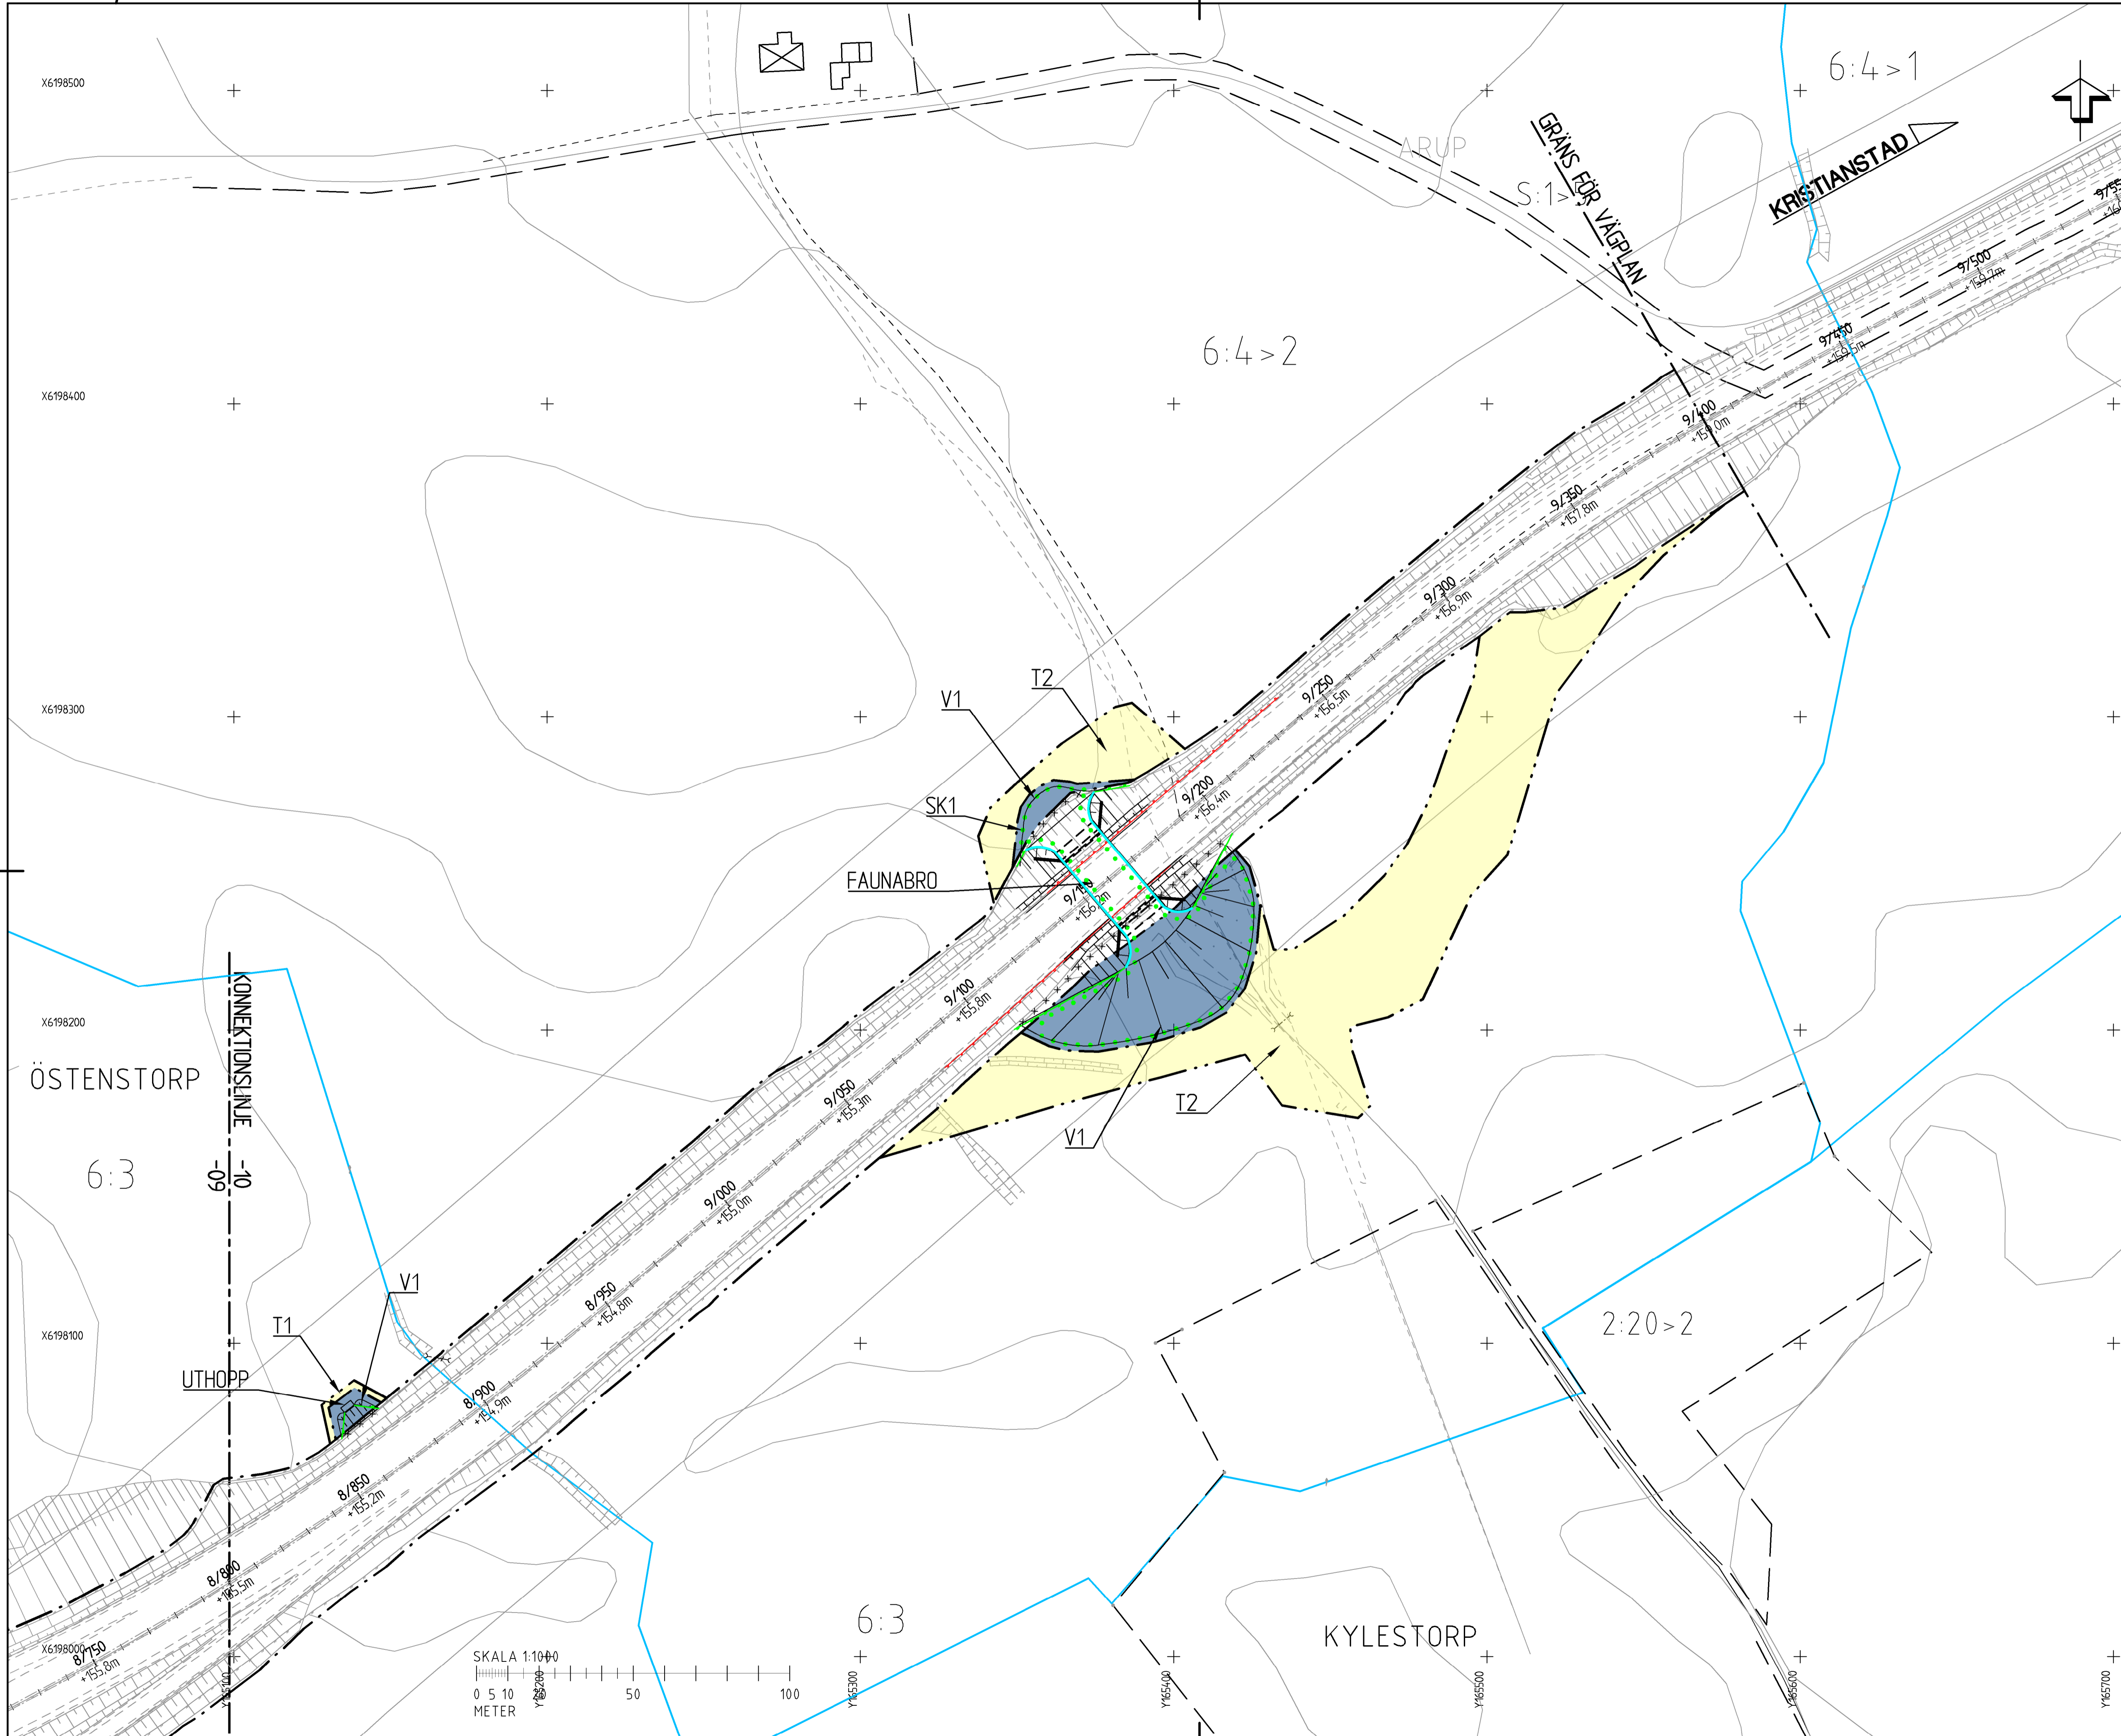 X6198500
6:4>1
ARUP
GRÄNS FÖR VÄGPLAN
KRISTIANSTAD
9/500
+159,7m
9/450
6:4>2
X6198400
9/400
+159,0m
9/350
+157,8m
9/300
+156,9m
T2
V1
9/250
+156,5m
X6198300
9/200
+156,4m
SK1
FAUNABRO
9/100
+155,8m
KONNEKTIONSLINJE
-10
-09
X6198200
ÖSTENSTORP
9/050
+155,3m
T2
V1
6:3
9/000
+155,0m
8/950
+154,8m
V1
T1
X6198100
UTHOPP
2:20>2
8/900
+154,9m
8/850
+155,2m
8/800
+155,5m
6:3
KYLESTORP
X6198000
8/750
+155,8m
SKALA 1:1000
0 5 10 20 50 100
METER
Y165100
Y165200
Y165300
Y165400
Y165500
Y165600
Y165700